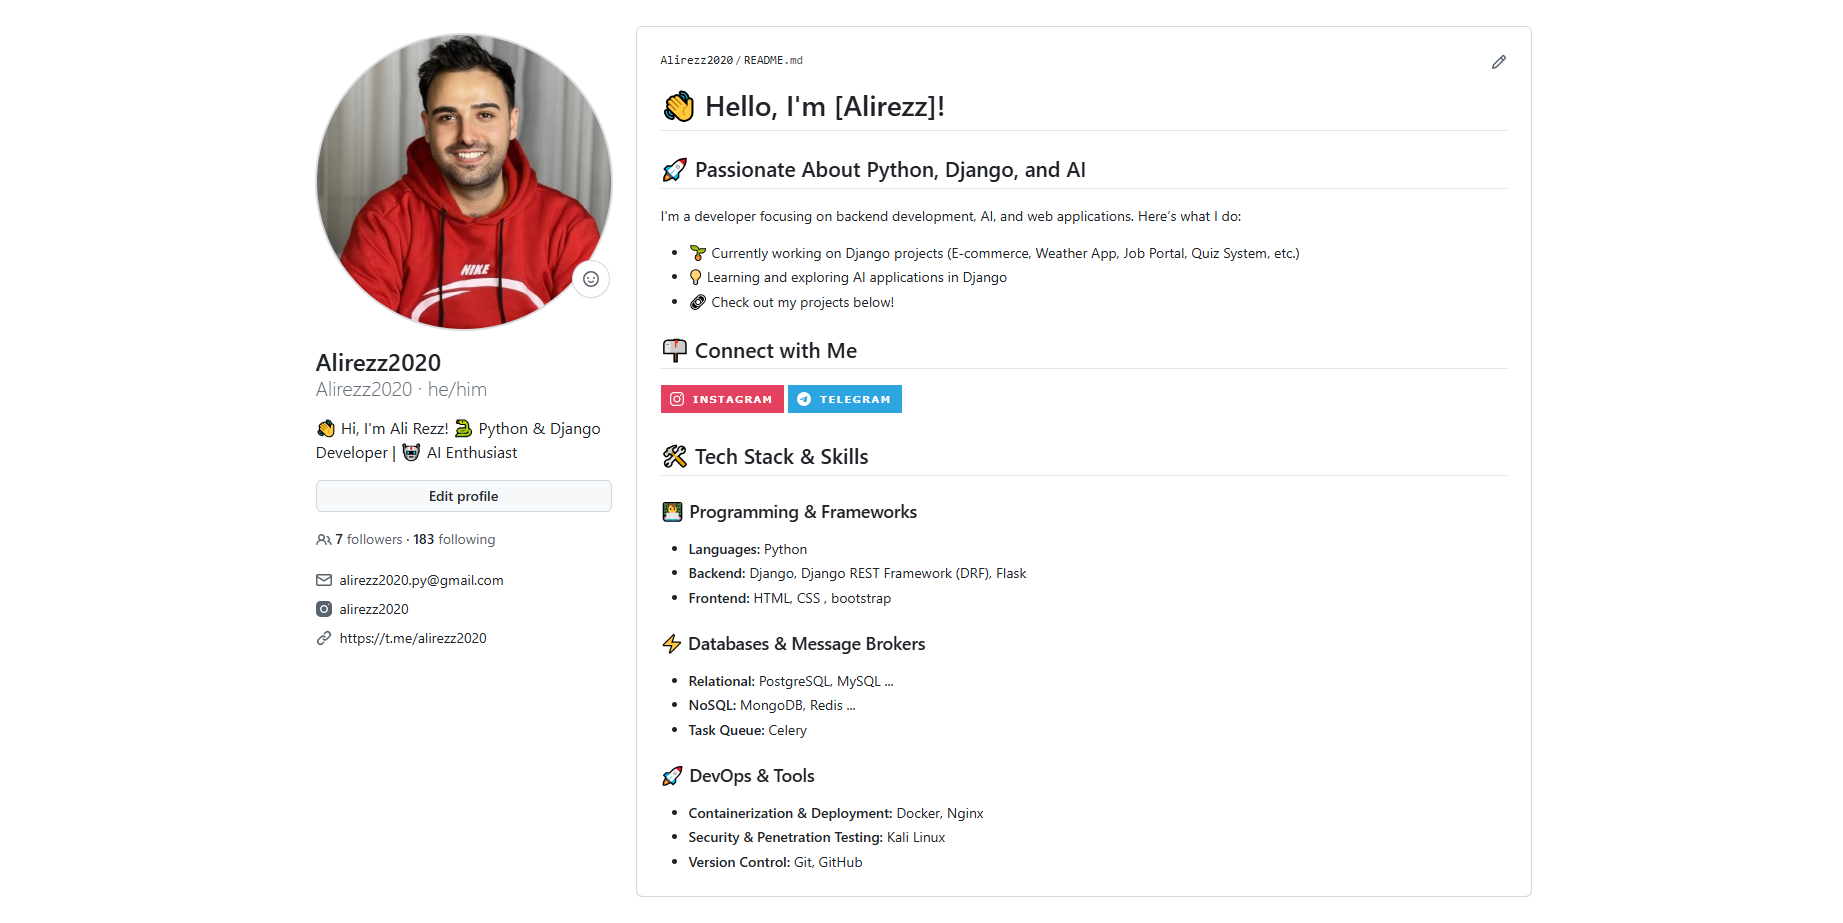 NIKE
Alirezz2020
Alirezz2020 · he/him
👋 Hi, I'm Ali Rezz! 🐍 Python & Django
Developer | 🤖 AI Enthusiast
Edit profile
7 followers · 183 following
alirezz2020.py@gmail.com
alirezz2020
https://t.me/alirezz2020
Alirezz2020/README.md
👋 Hello, I'm [Alirezz]!
🚀 Passionate About Python, Django, and AI
I'm a developer focusing on backend development, AI, and web applications. Here's what I do:
• 🌱 Currently working on Django projects (E-commerce, Weather App, Job Portal, Quiz System, etc.)
• 💡 Learning and exploring AI applications in Django
• 🔗 Check out my projects below!
📫 Connect with Me
INSTAGRAM TELEGRAM
🛠 Tech Stack & Skills
👨‍💻 Programming & Frameworks
• Languages: Python
• Backend: Django, Django REST Framework (DRF), Flask
• Frontend: HTML, CSS , bootstrap
⚡ Databases & Message Brokers
• Relational: PostgreSQL, MySQL ...
• NoSQL: MongoDB, Redis ...
• Task Queue: Celery
🚀 DevOps & Tools
• Containerization & Deployment: Docker, Nginx
• Security & Penetration Testing: Kali Linux
• Version Control: Git, GitHub